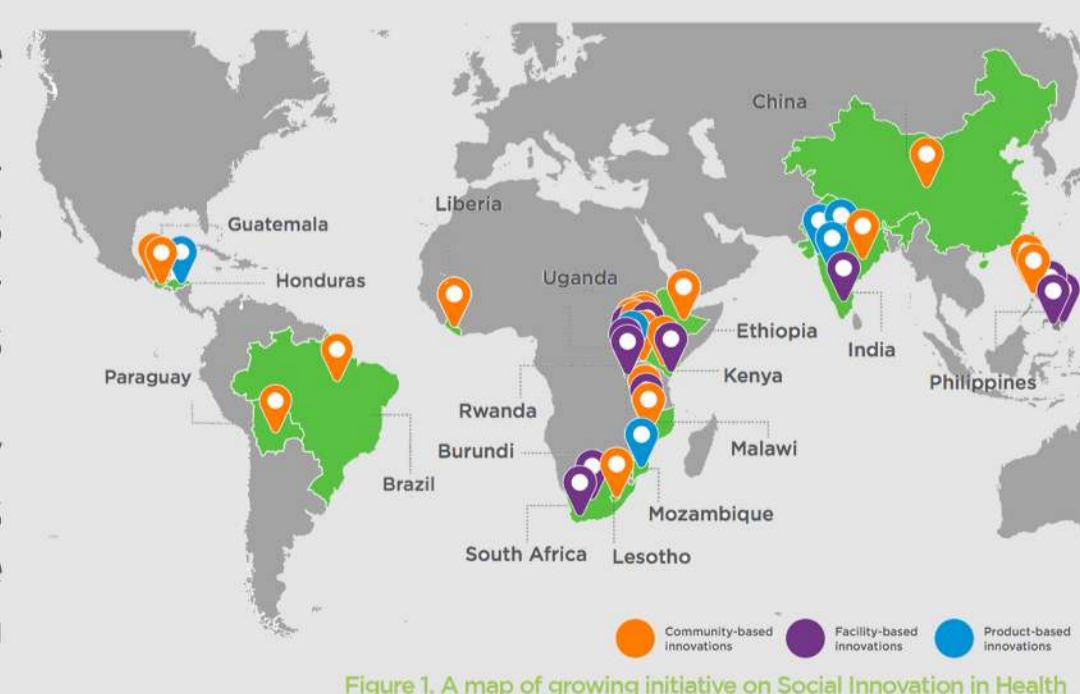 China
Liberia
Guatemala
Uganda
Honduras
Ethiopia
India
Kenya
Paraguay
Philippines
Rwanda
Burundi
Malawi
Brazil
Mozambique
South Africa
Lesotho
Community-based
innovations
Facility-based
innovations
Product-based
innovations
Figure 1. A map of growing initiative on Social Innovation in Health